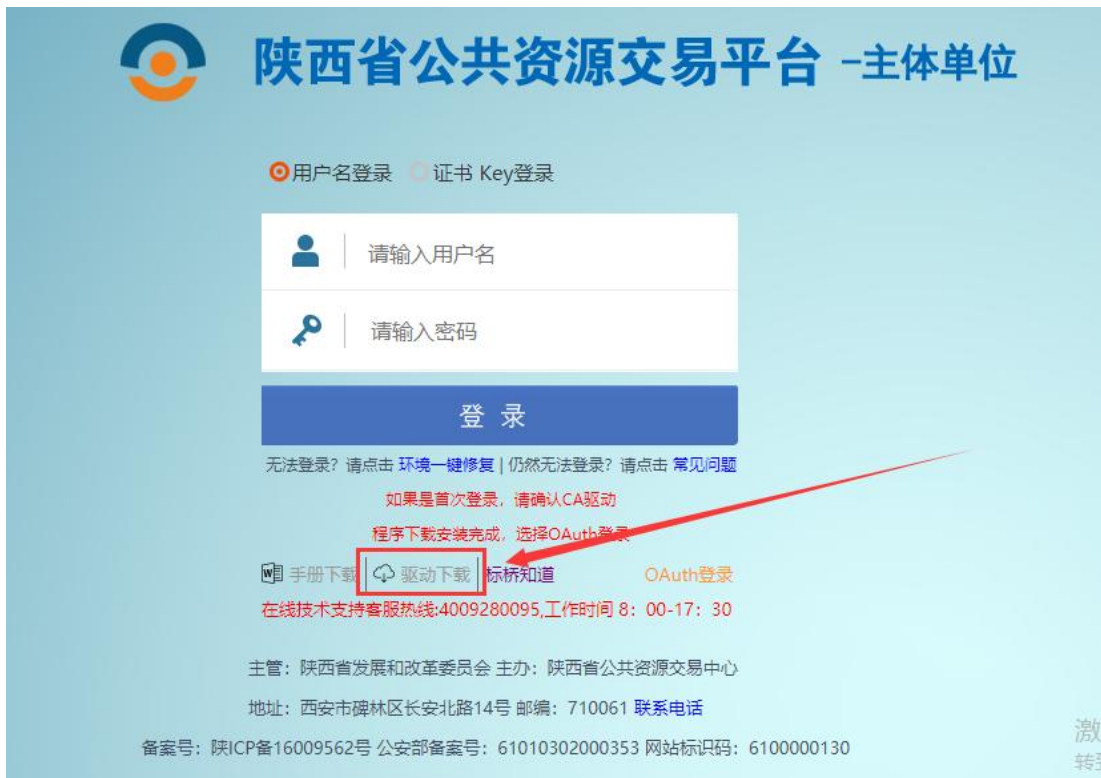 陕西省公共资源交易平台 -主体单位
用户名登录 证书 Key登录
请输入用户名
请输入密码
登 录
无法登录？请点击 环境一键修复 | 仍然无法登录？请点击 常见问题
如果是首次登录，请确认CA驱动
程序下载安装完成，选择OAuth登录
手册下载 驱动下载 标桥知道 OAuth登录
在线技术支持客服热线:4009280095,工作时间 8：00-17：30
主管：陕西省发展和改革委员会 主办：陕西省公共资源交易中心
地址：西安市碑林区长安北路14号 邮编：710061 联系电话
备案号：陕ICP备16009562号 公安部备案号：61010302000353 网站标识码：6100000130